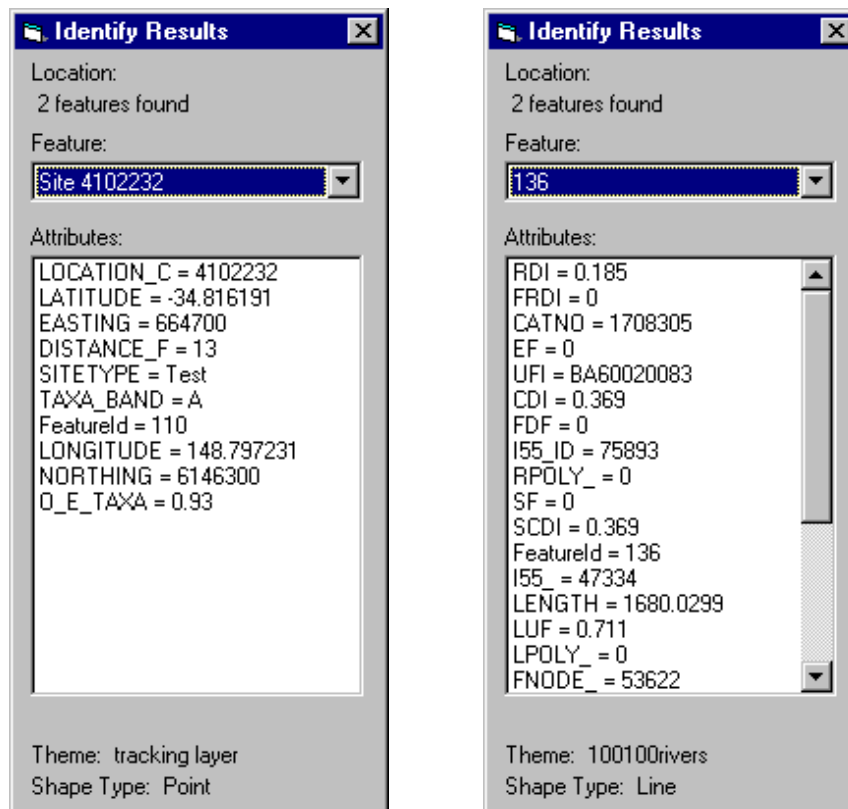 Identify Results
Location:
2 features found
Feature:
Site 4102232
Attributes:
LOCATION_C = 4102232
LATITUDE = -34.816191
EASTING = 664700
DISTANCE_F = 13
SITETYPE = Test
TAXA_BAND = A
FeatureId = 110
LONGITUDE = 148.797231
NORTHING = 6146300
O_E_TAXA = 0.93
Theme: tracking layer
Shape Type: Point
Identify Results
Location:
2 features found
Feature:
136
Attributes:
RDI = 0.185
FRDI = 0
CATNO = 1708305
EF = 0
UFI = BA60020083
CDI = 0.369
FDF = 0
I55_ID = 75893
RPOLY_ = 0
SF = 0
SCDI = 0.369
FeatureId = 136
I55_ = 47334
LENGTH = 1680.0299
LUF = 0.711
LPOLY_ = 0
FNODE_ = 53622
Theme: 100100rivers
Shape Type: Line